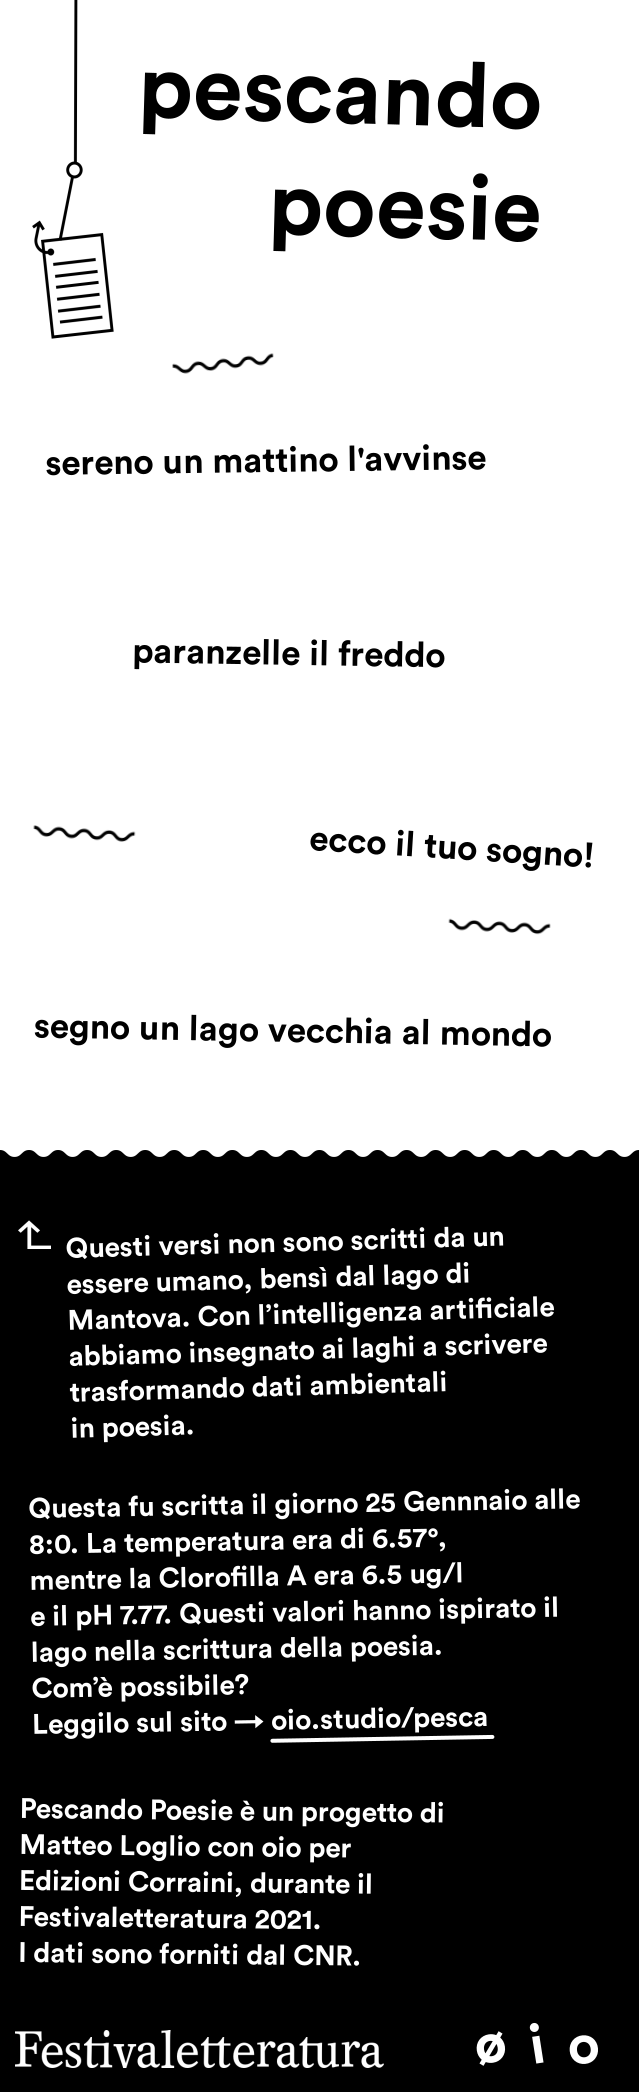 pescando
poesie
sereno un mattino l'avvinse
paranzelle il freddo
ecco il tuo sogno!
segno un lago vecchia al mondo
Questi versi non sono scritti da un
essere umano, bensì dal lago di
Mantova. Con l’intelligenza artificiale
abbiamo insegnato ai laghi a scrivere
trasformando dati ambientali
in poesia.
Questa fu scritta il giorno 25 Gennnaio alle
8:0. La temperatura era di 6.57°,
mentre la Clorofilla A era 6.5 ug/l
e il pH 7.77. Questi valori hanno ispirato il
lago nella scrittura della poesia.
Com’è possibile?
Leggilo sul sito → oio.studio/pesca
Pescando Poesie è un progetto di
Matteo Loglio con oio per
Edizioni Corraini, durante il
Festivaletteratura 2021.
I dati sono forniti dal CNR.
Festivaletteratura
ø i o